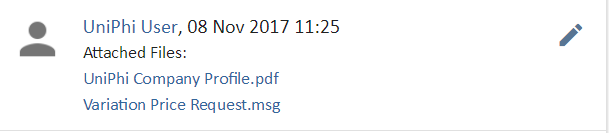 UniPhi User, 08 Nov 2017 11:25
Attached Files:
UniPhi Company Profile.pdf
Variation Price Request.msg